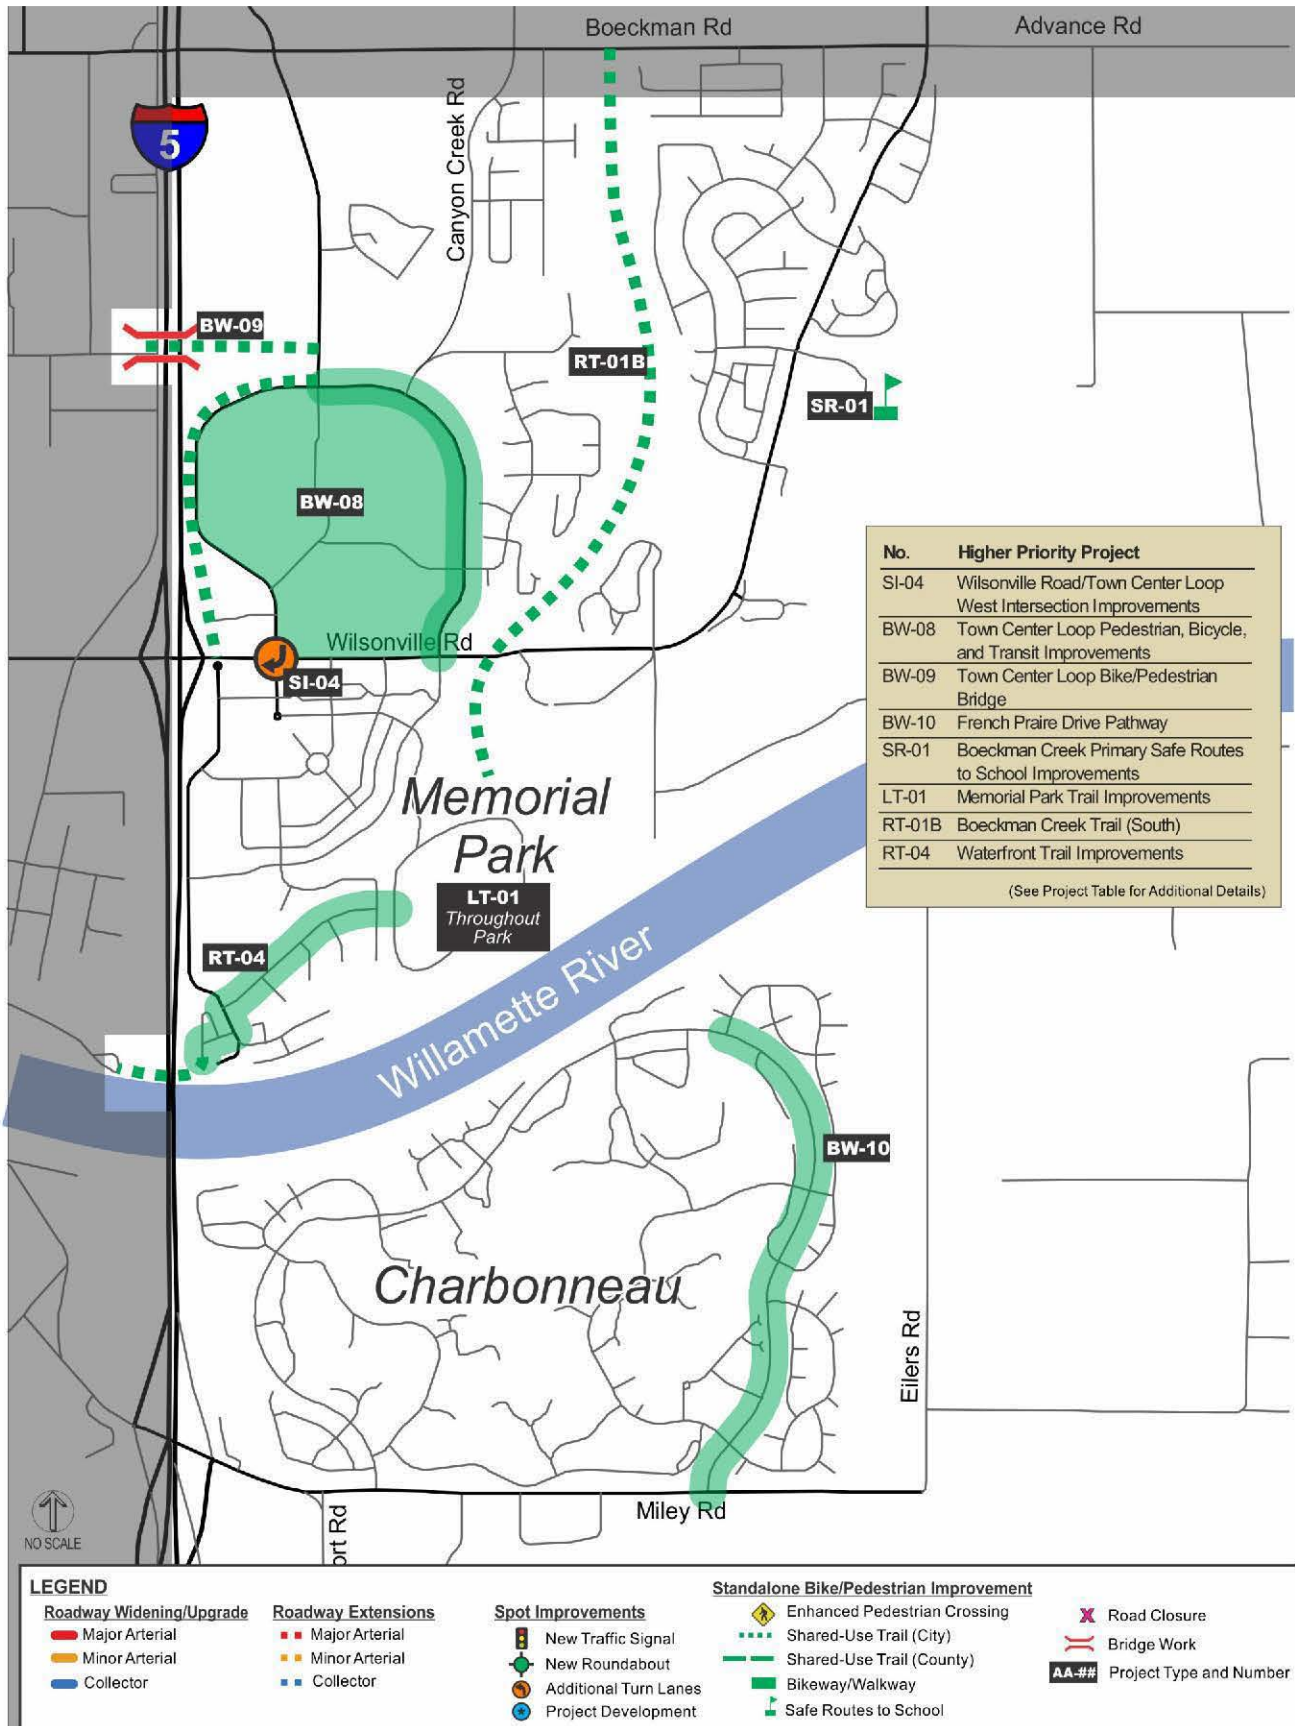 Boeckman Rd
Advance Rd
Canyon Creek Rd
5
BW-09
RT-01B
SR-01
BW-08
No. Higher Priority Project
SI-04 Wilsonville Road/Town Center Loop
West Intersection Improvements
BW-08 Town Center Loop Pedestrian, Bicycle,
and Transit Improvements
BW-09 Town Center Loop Bike/Pedestrian
Bridge
BW-10 French Praire Drive Pathway
SR-01 Boeckman Creek Primary Safe Routes
to School Improvements
LT-01 Memorial Park Trail Improvements
RT-01B Boeckman Creek Trail (South)
RT-04 Waterfront Trail Improvements
(See Project Table for Additional Details)
Wilsonville Rd
SI-04
Memorial
Park
LT-01
Throughout
Park
RT-04
Willamette River
BW-10
Charbonneau
Eilers Rd
Miley Rd
ort Rd
NO SCALE
LEGEND
Roadway Widening/Upgrade
Major Arterial
Minor Arterial
Collector
Roadway Extensions
Major Arterial
Minor Arterial
Collector
Spot Improvements
New Traffic Signal
New Roundabout
Additional Turn Lanes
Project Development
Standalone Bike/Pedestrian Improvement
Enhanced Pedestrian Crossing
Shared-Use Trail (City)
Shared-Use Trail (County)
Bikeway/Walkway
Safe Routes to School
Road Closure
Bridge Work
AA-## Project Type and Number